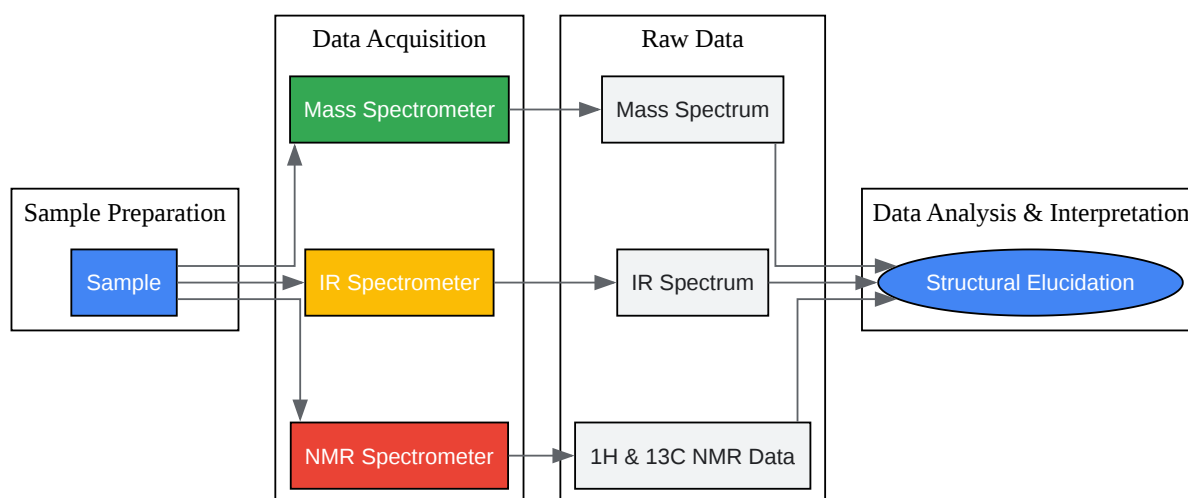 Data Acquisition
Raw Data
Mass Spectrometer
Mass Spectrum
Sample Preparation
Data Analysis & Interpretation
Sample
IR Spectrometer
IR Spectrum
Structural Elucidation
NMR Spectrometer
1H & 13C NMR Data